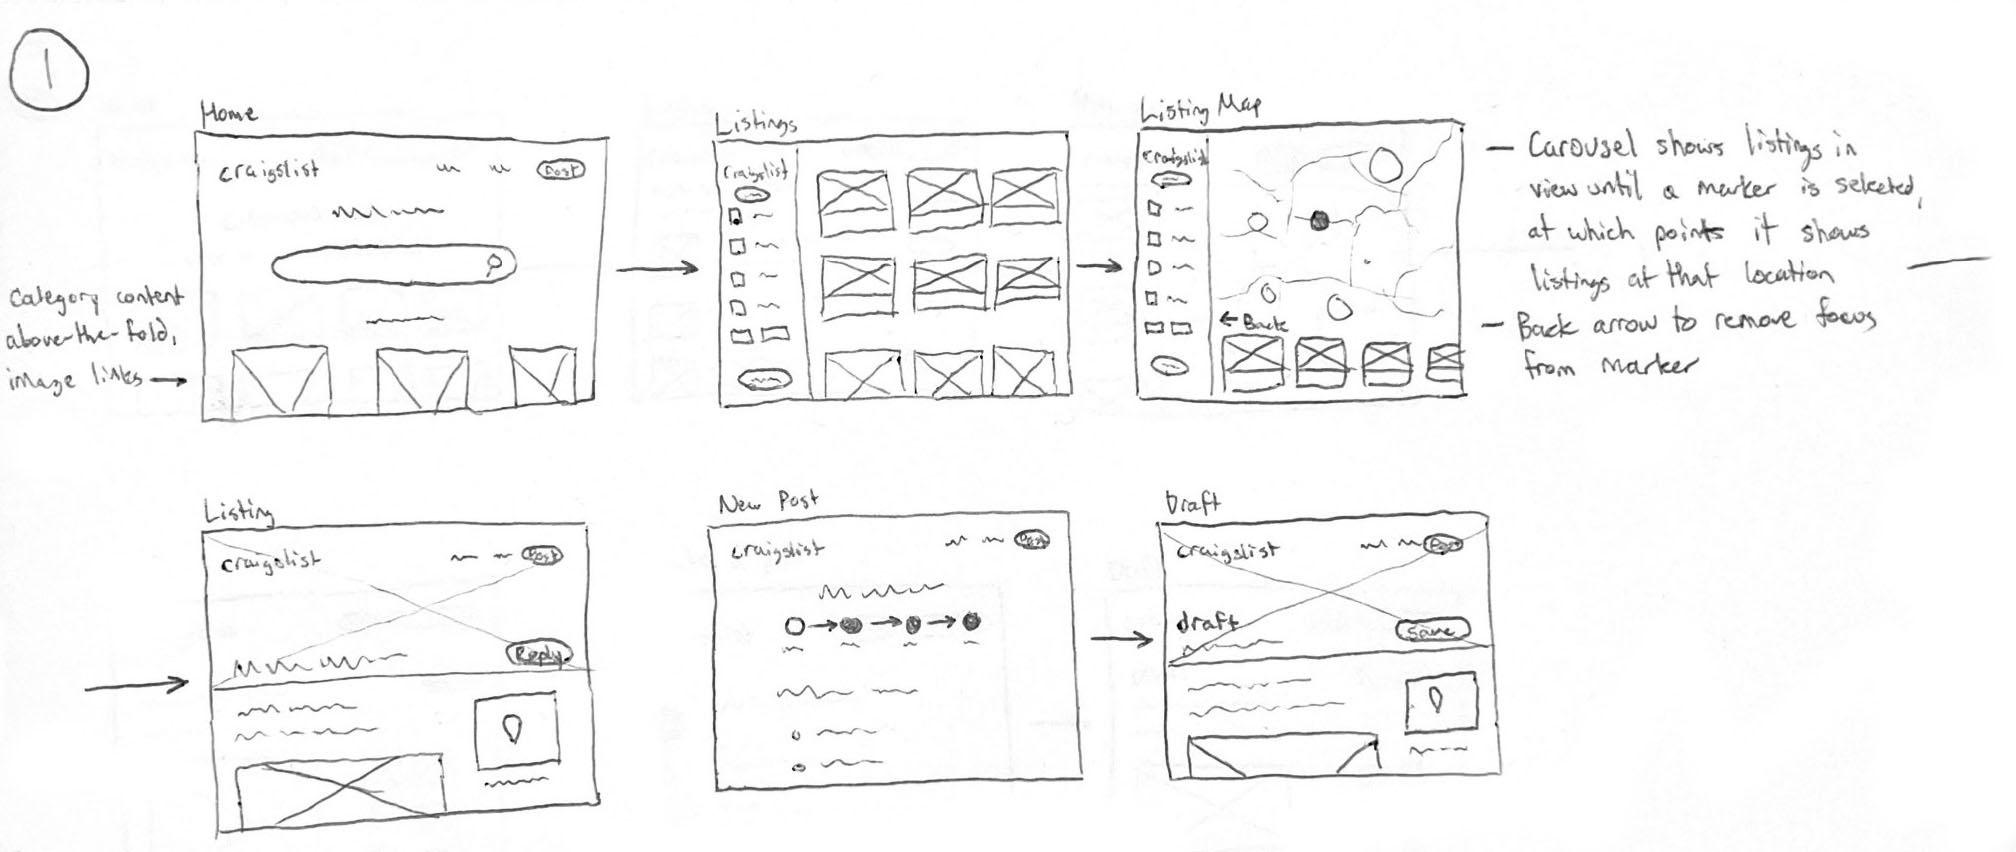 1
Home
craigslist
Post
Category content
above-the-fold,
image links
Listings
craigslist
Listing Map
craigslist
← Back
– Carousel shows listings in
view until a marker is selected,
at which points it shows
listings at that location
– Back arrow to remove focus
from marker
Listing
craigslist
Post
Reply
New Post
craigslist
Post
Draft
craigslist
Post
draft
Save